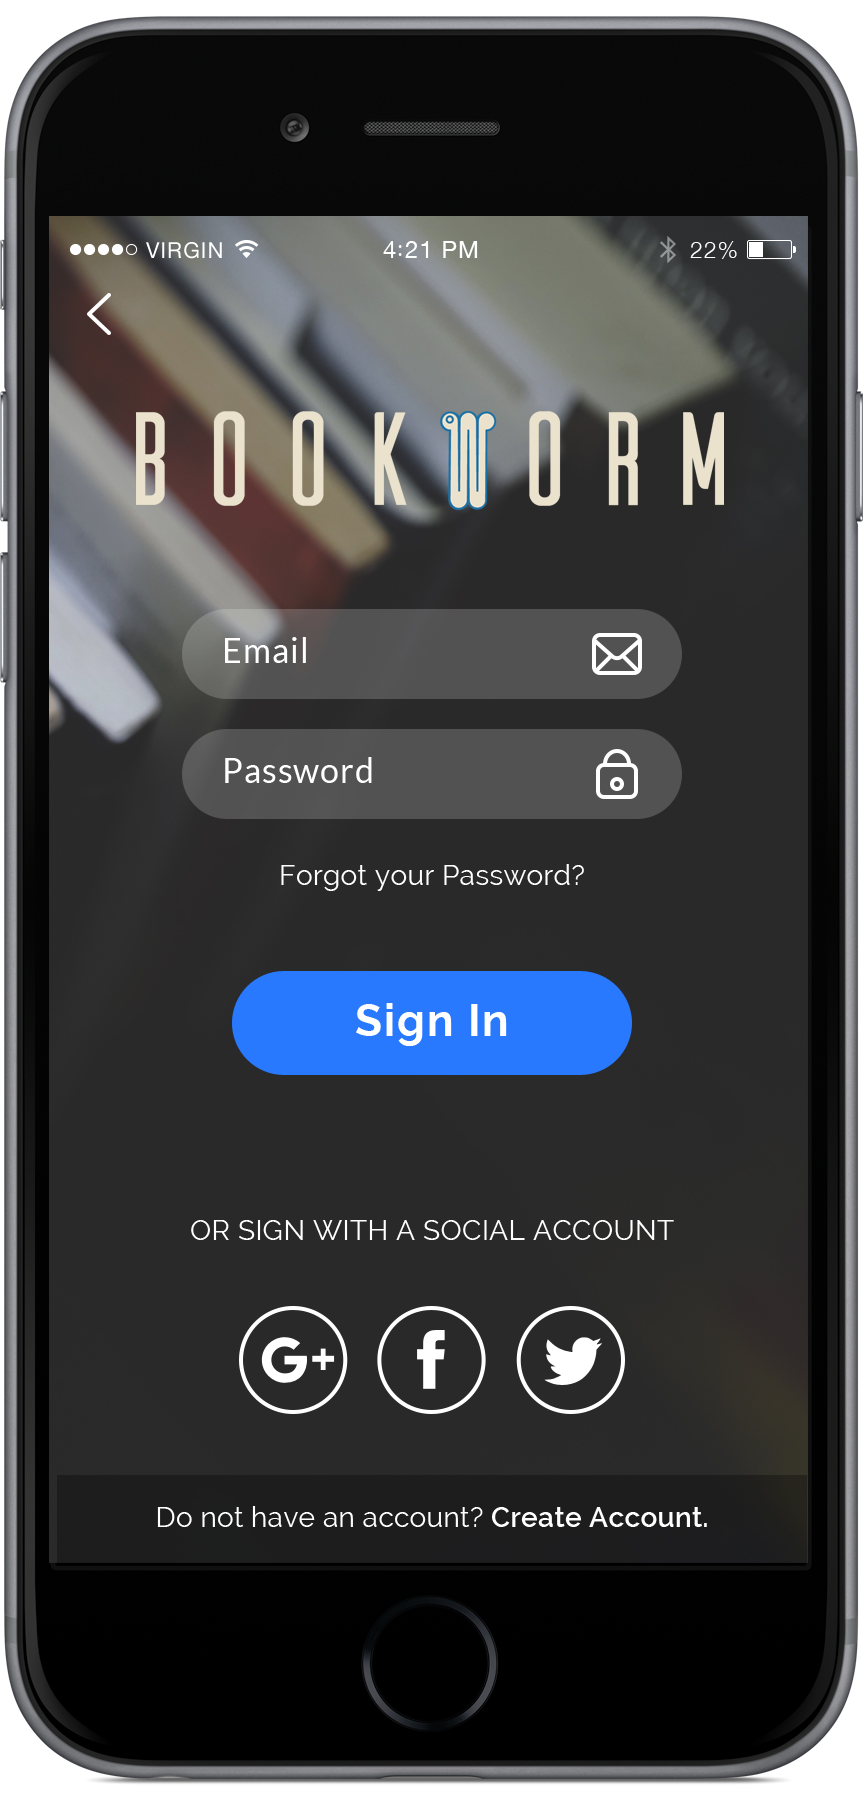 VIRGIN 4:21 PM 22%
BOOKWORM
Email
Password
Forgot your Password?
Sign In
OR SIGN WITH A SOCIAL ACCOUNT
G+ f
Do not have an account? Create Account.